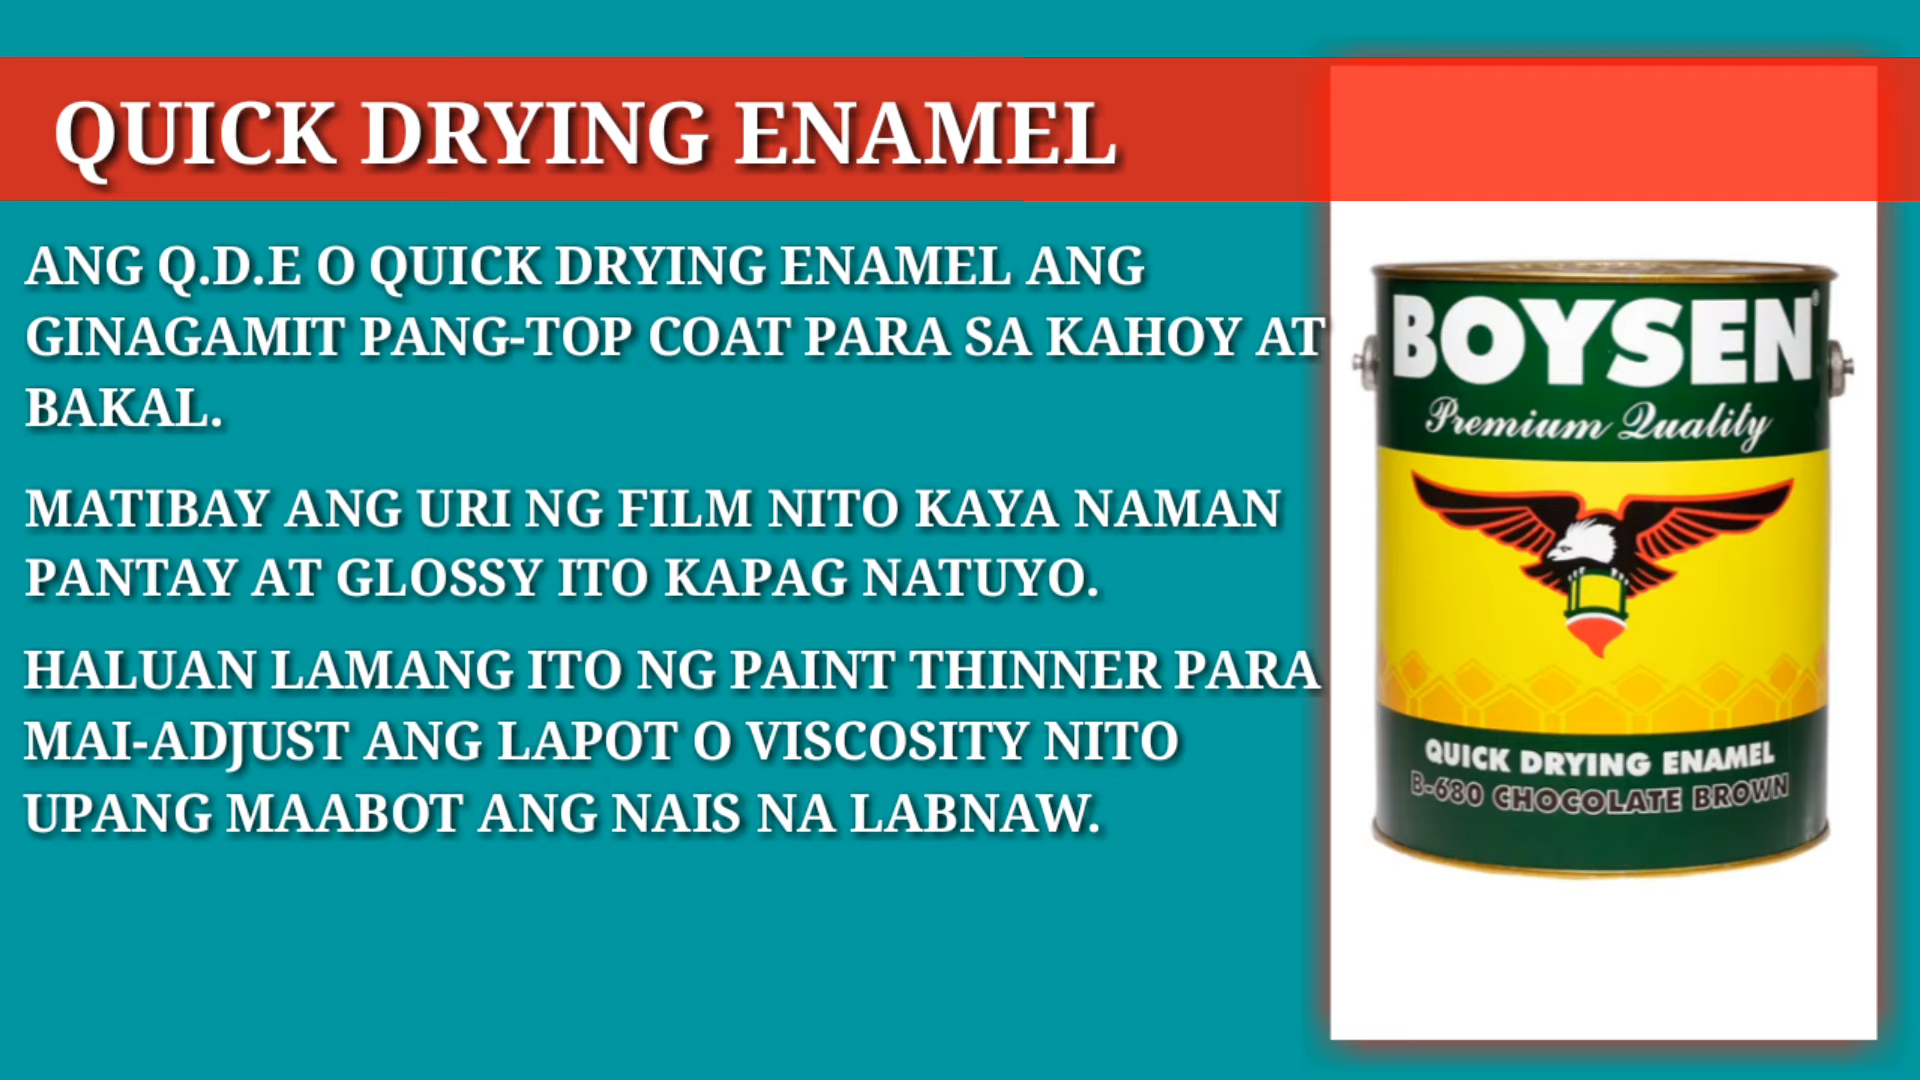 QUICK DRYING ENAMEL
ANG Q.D.E O QUICK DRYING ENAMEL ANG
GINAGAMIT PANG-TOP COAT PARA SA KAHOY AT
BAKAL.
MATIBAY ANG URI NG FILM NITO KAYA NAMAN
PANTAY AT GLOSSY ITO KAPAG NATUYO.
HALUAN LAMANG ITO NG PAINT THINNER PARA
MAI-ADJUST ANG LAPOT O VISCOSITY NITO
UPANG MAABOT ANG NAIS NA LABNAW.
BOYSEN®
Premium Quality
QUICK DRYING ENAMEL
B-680 CHOCOLATE BROWN